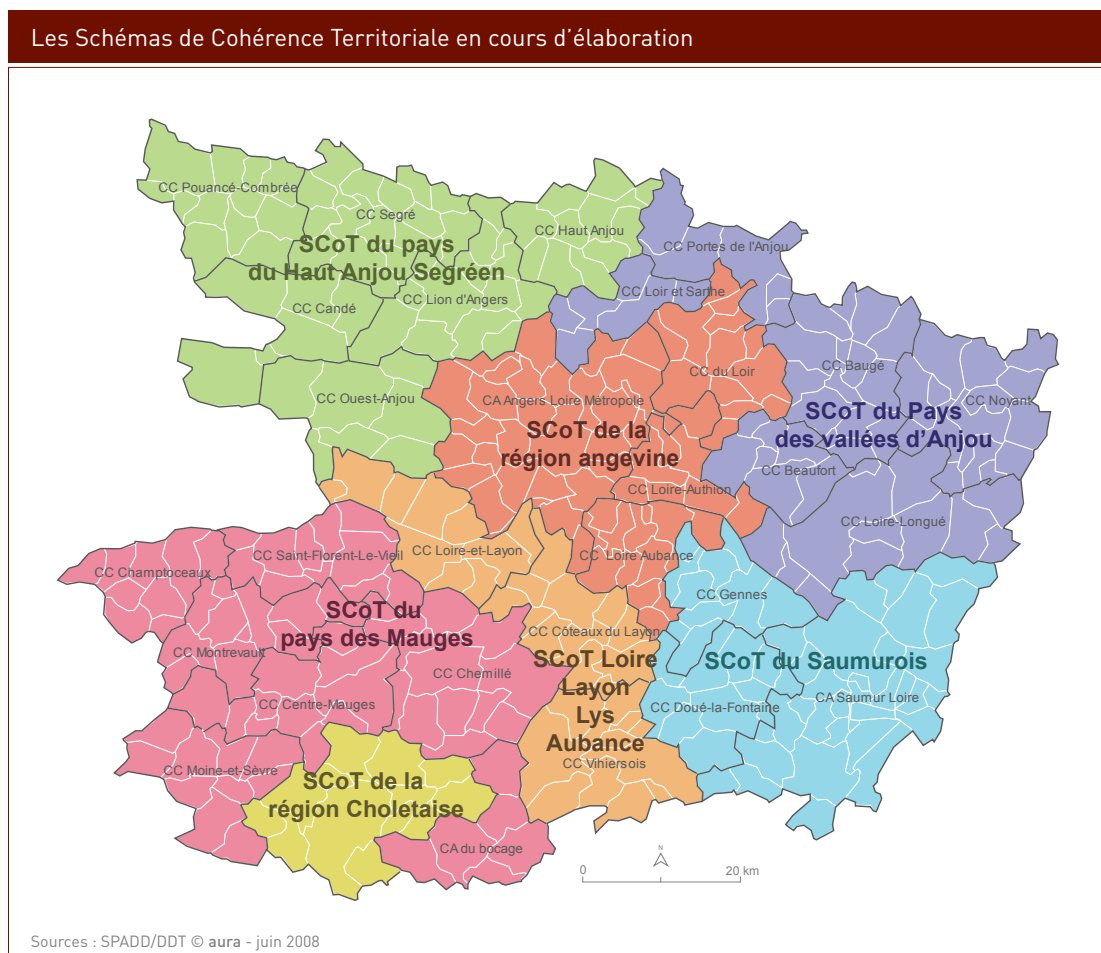 Les Schémas de Cohérence Territoriale en cours d'élaboration
CC Pouancé-Combrée
CC Segré
CC Haut Anjou
CC Portes de l'Anjou
SCoT du pays
du Haut Anjou Segréen
CC Loir et Sarthe
CC Candé
CC Lion d'Angers
CC Ouest-Anjou
CC du Loir
CC Baugé
CA Angers Loire Métropole
CC Noyant
SCoT de la
région angevine
SCoT du Pays
des vallées d'Anjou
CC Beaufort
CC Loire-Authion
CC Loire-Longué
CC Saint-Florent-Le-Vieil
CC Loire-et-Layon
CC Loire Aubance
CC Champtoceaux
CC Gennes
SCoT du
pays des Mauges
CC Côteaux du Layon
CC Montrevault
CC Chemillé
SCoT Loire
Layon
Lys
Aubance
SCoT du Saumurois
CC Centre-Mauges
CC Doué-la-Fontaine
CA Saumur Loire
CC Vihiersois
CC Moine-et-Sèvre
SCoT de la
région Choletaise
CA du bocage
N
0 20 km
Sources : SPADD/DDT © aura - juin 2008